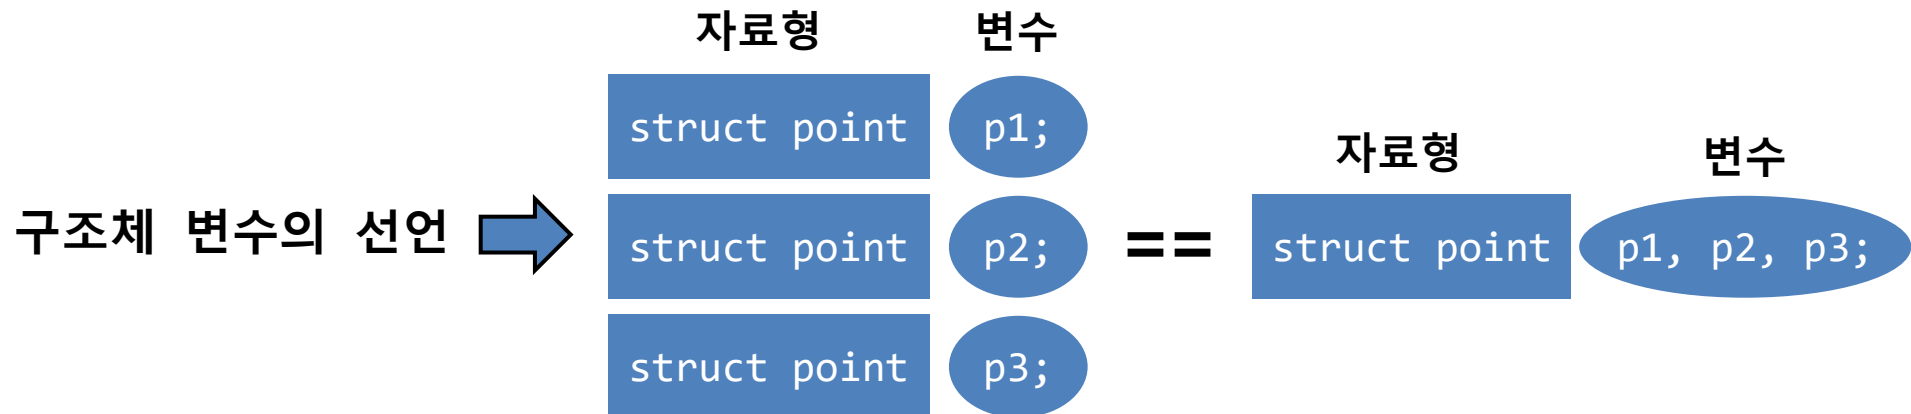 자료형 변수
struct point p1;
구조체 변수의 선언 struct point p2; == struct point p1, p2, p3;
자료형 변수
struct point p3;